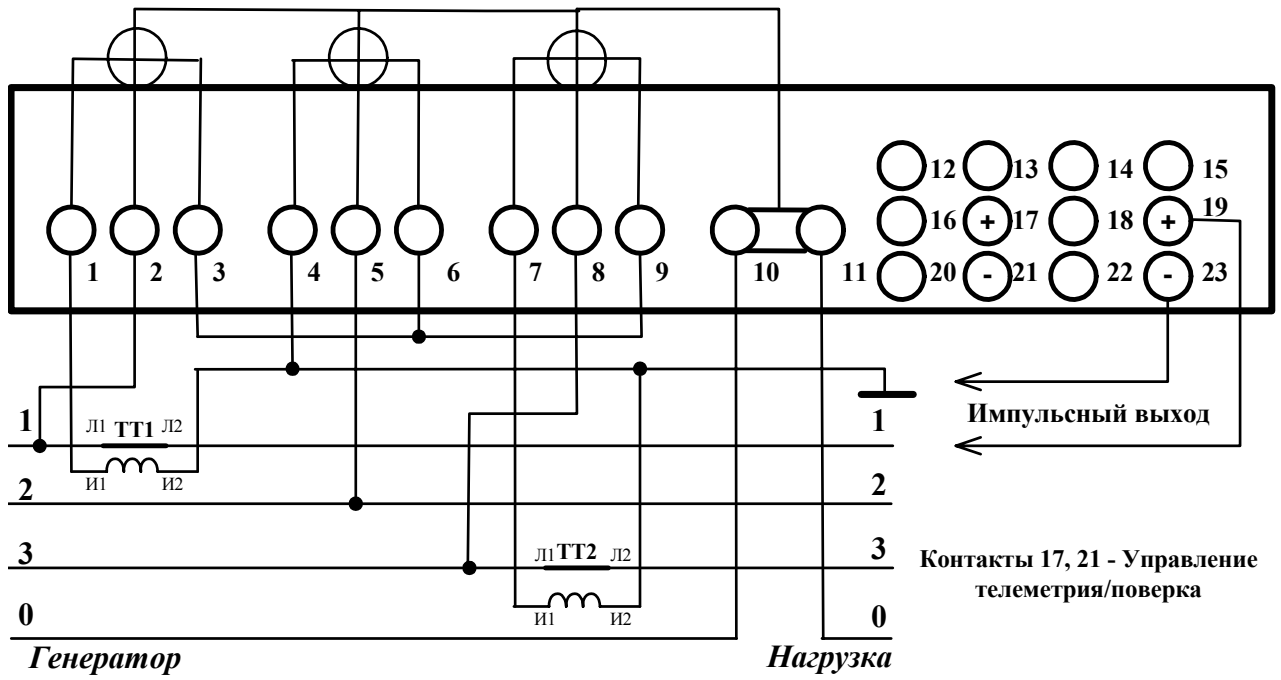 12 13 14 15
16 + 17 18 + 19
20 - 21 22 - 23
1 2 3 4 5 6 7 8 9 10 11
Импульсный выход
1 Л1 ТТ1 Л2 1
И1 И2
2 2
3 Л1 ТТ2 Л2 3
И1 И2
Контакты 17, 21 - Управление
телеметрия/поверка
0 0
Генератор Нагрузка